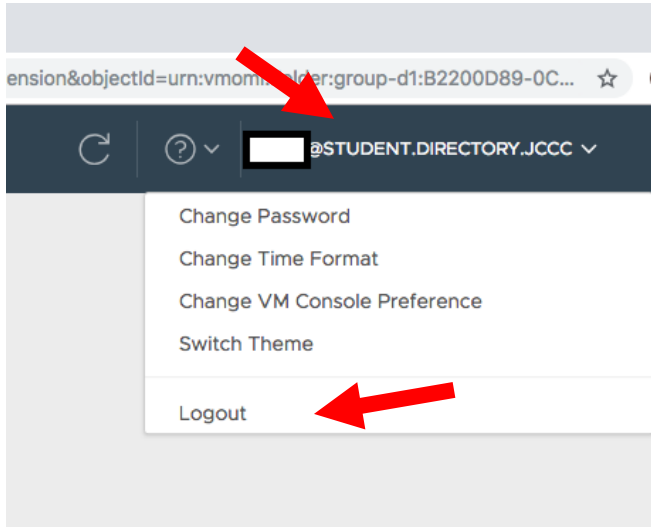 ension&objectId=urn:vmomi:Folder:group-d1:B2200D89-0C...
@STUDENT.DIRECTORY.JCCC
Change Password
Change Time Format
Change VM Console Preference
Switch Theme
Logout